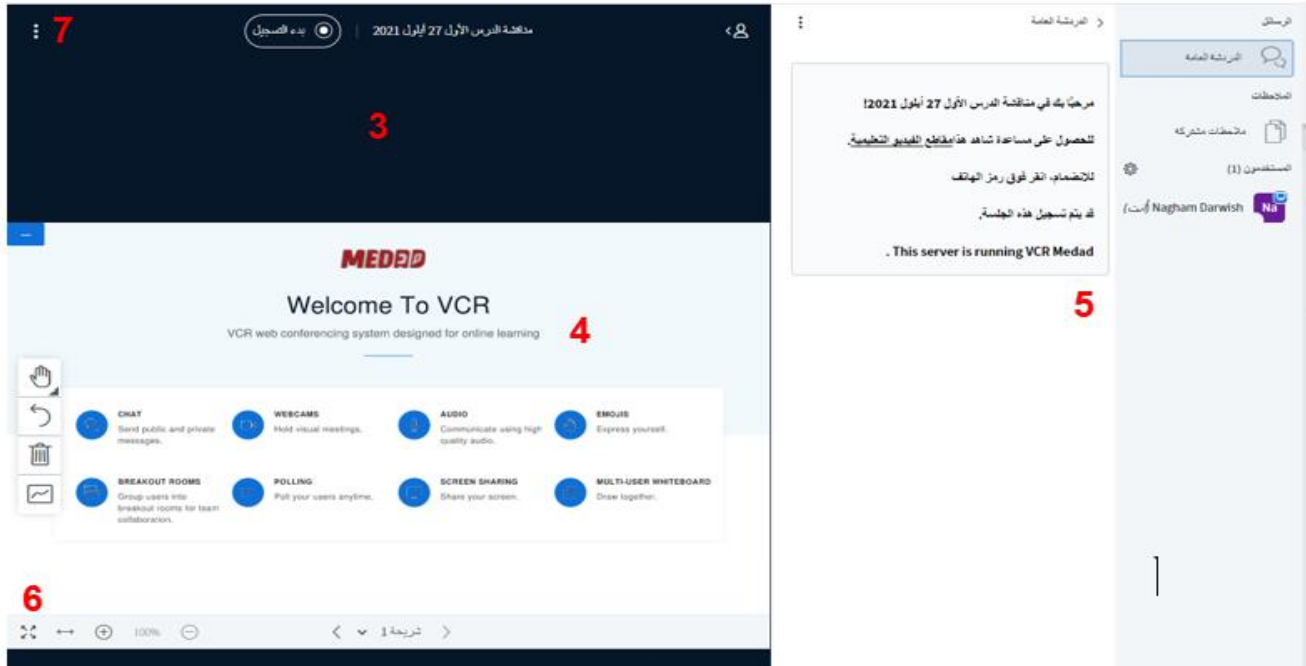 الرسائل
الدردشة العامة
الملاحظات
ملاحظات مشتركة
المستخدمون (1)
Na
Nagham Darwish (أنت)
الدردشة العامة
مرحبًا بك في مناقشة الدرس الأول 27 أيلول 2021!
للحصول على مساعدة شاهد هذامقاطع الفيديو التعليمية.
للانضمام، انقر فوق رمز الهاتف
قد يتم تسجيل هذه الجلسة.
This server is running VCR Medad .
5
مناقشة الدرس الأول 27 أيلول 2021
بدء التسجيل
7
3
MEDAD
Welcome To VCR
VCR web conferencing system designed for online learning
4
CHAT
Send public and private
messages.
WEBCAMS
Hold visual meetings.
AUDIO
Communicate using high
quality audio.
EMOJIS
Express yourself.
BREAKOUT ROOMS
Group users into
breakout rooms for team
collaboration.
POLLING
Poll your users anytime.
SCREEN SHARING
Share your screen.
MULTI-USER WHITEBOARD
Draw together.
6
100%
شريحة 1